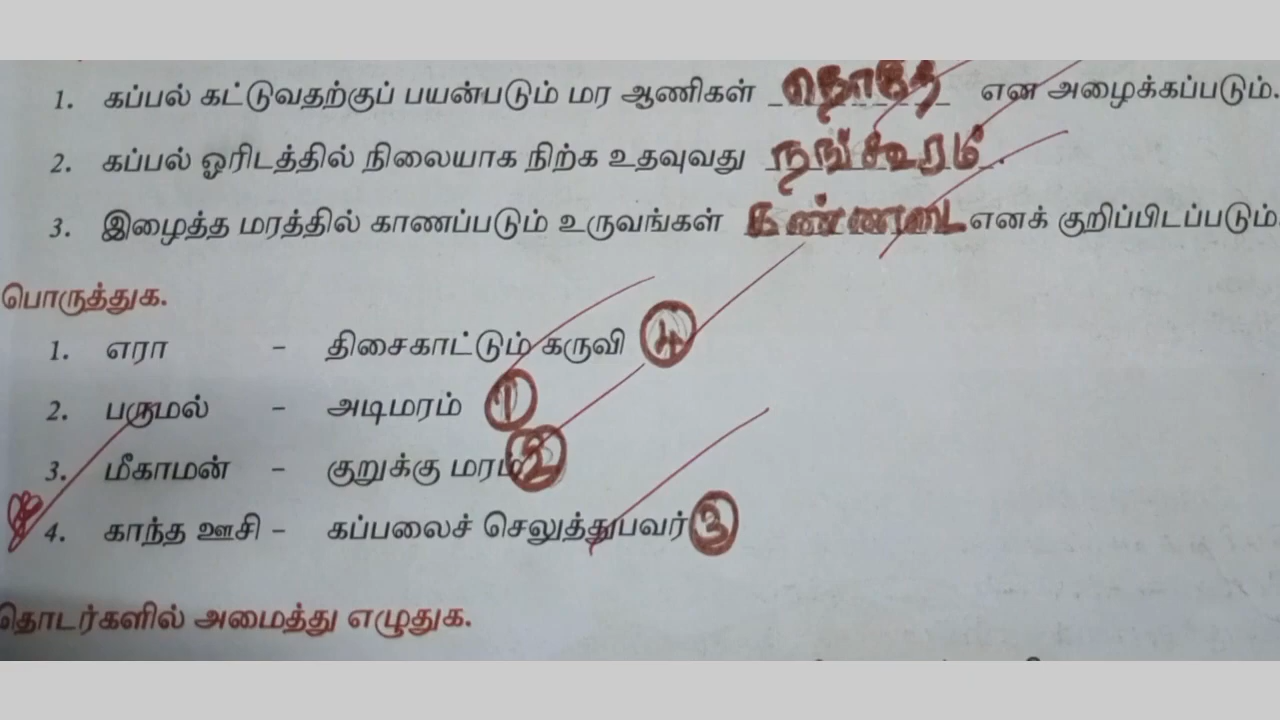 1. கப்பல் கட்டுவதற்குப் பயன்படும் மர ஆணிகள் தொகுதி என அழைக்கப்படும்.
2. கப்பல் ஓரிடத்தில் நிலையாக நிற்க உதவுவது நங்கூரம்.
3. இழைத்த மரத்தில் காணப்படும் உருவங்கள் கண்ணடை எனக் குறிப்பிடப்படும்.
பொருத்துக.
1. எரா - திசைகாட்டும் கருவி 4
2. பருமல் - அடிமரம் 1
3. மீகாமன் - குறுக்கு மரம் 2
4. காந்த ஊசி - கப்பலைச் செலுத்துபவர் 3
தொடர்களில் அமைத்து எழுதுக.